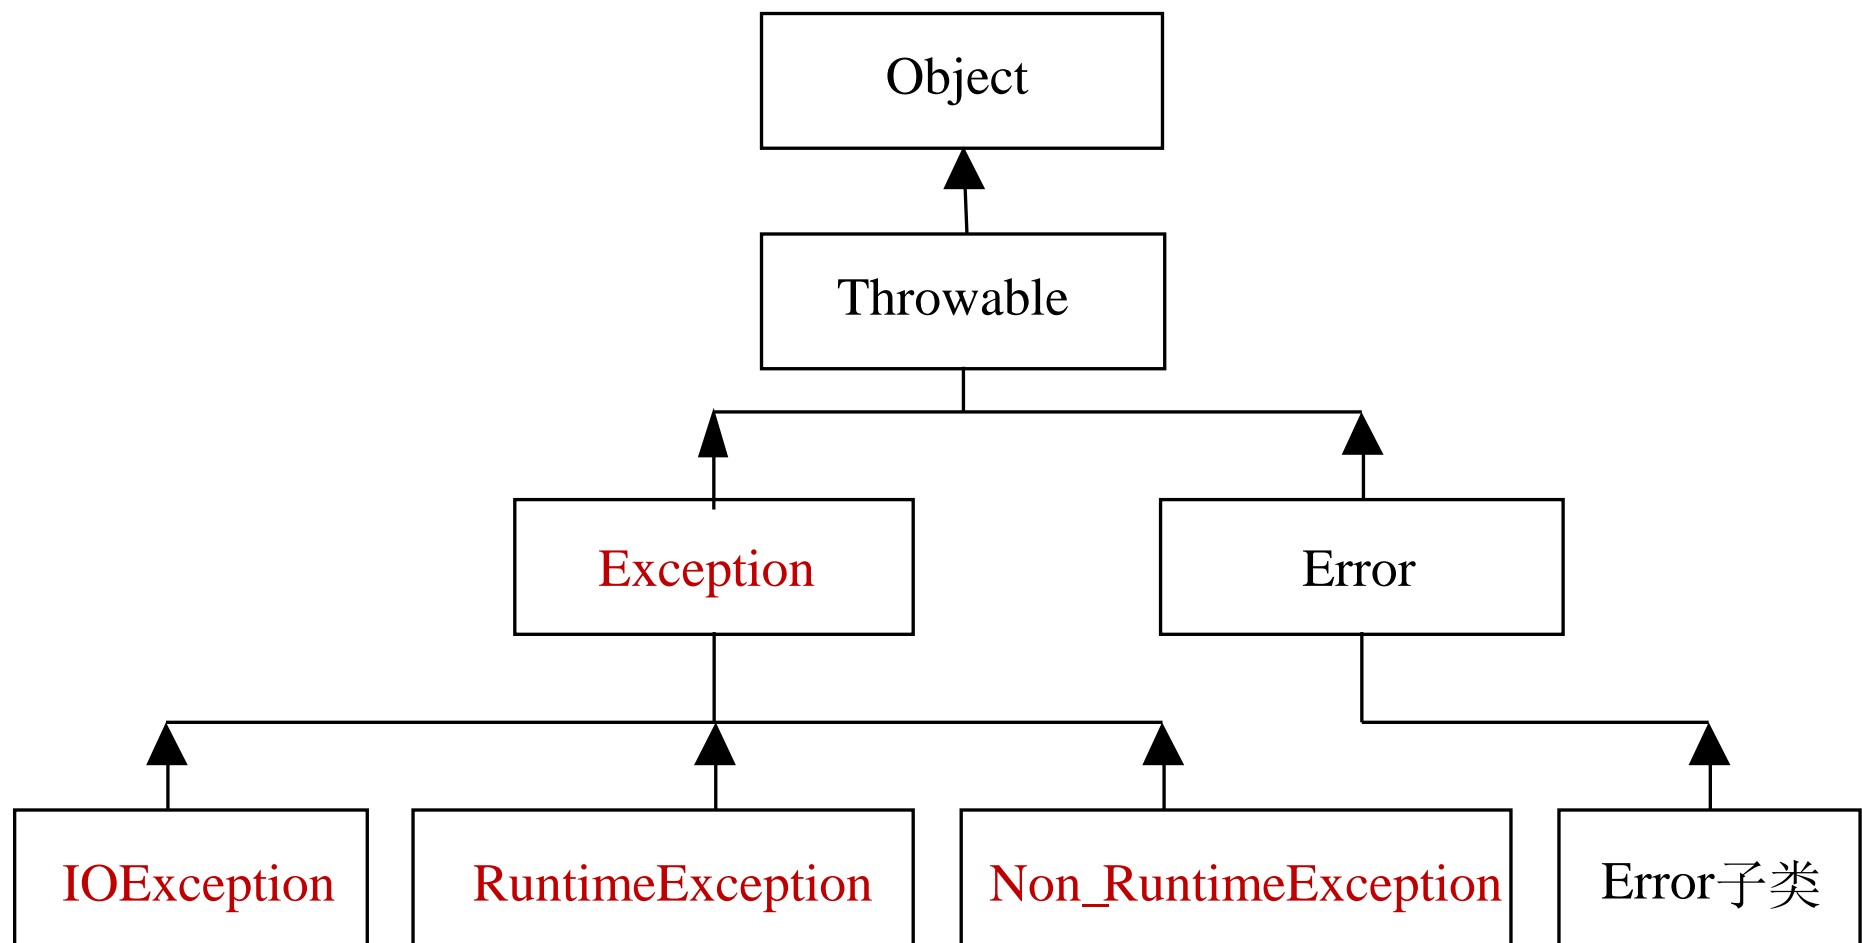 Object
Throwable
Exception
Error
IOException
RuntimeException
Non_RuntimeException
Error子类